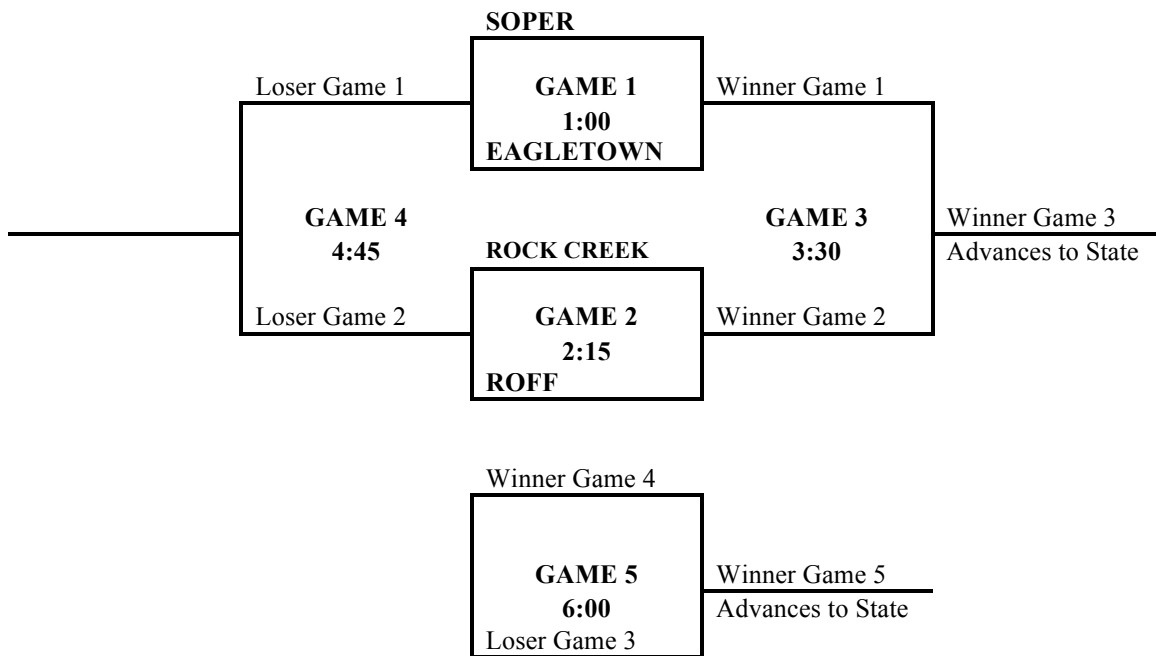 SOPER
Loser Game 1
GAME 1
Winner Game 1
1:00
EAGLETOWN
GAME 4
GAME 3
Winner Game 3
4:45
ROCK CREEK
3:30
Advances to State
Loser Game 2
GAME 2
Winner Game 2
2:15
ROFF
Winner Game 4
GAME 5
Winner Game 5
6:00
Advances to State
Loser Game 3